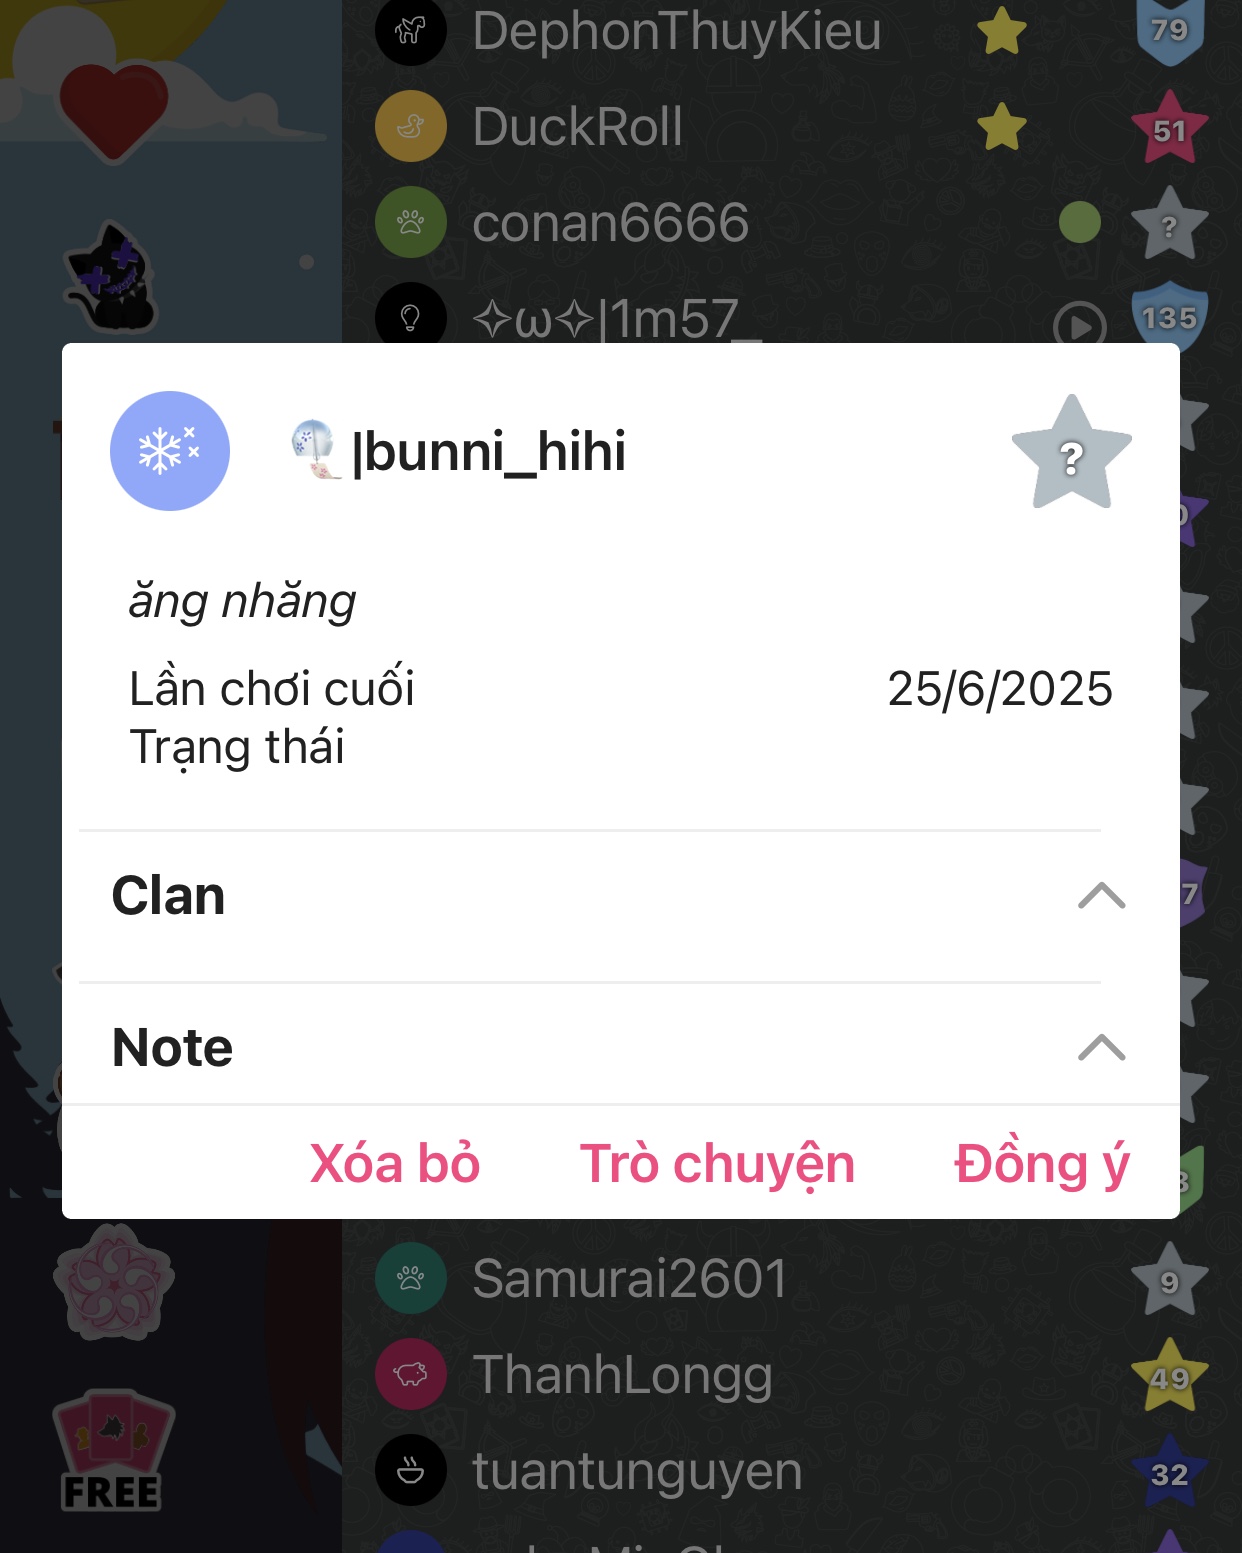 DephonThuyKieu
79
DuckRoll
51
conan6666
?
✧ω✧|1m57_
135
|bunni_hihi
?
ăng nhăng
Lần chơi cuối 25/6/2025
Trạng thái
7
Clan
Note
Xóa bỏ Trò chuyện Đồng ý
Samurai2601
9
ThanhLongg
49
tuantunguyen
32
FREE